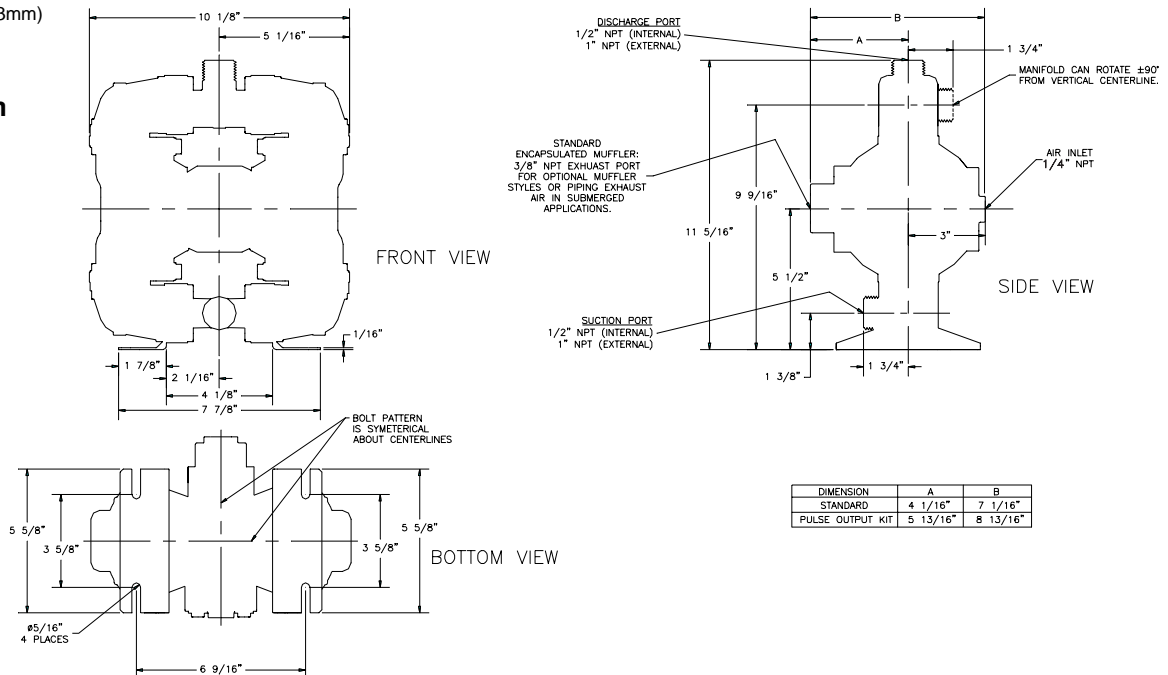 3mm)
n
10 1/8"
5 1/16"
FRONT VIEW
1/16"
1 7/8"
2 1/16"
4 1/8"
7 7/8"
DISCHARGE PORT
1/2" NPT (INTERNAL)
1" NPT (EXTERNAL)
B
A
1 3/4"
MANIFOLD CAN ROTATE ±90°
FROM VERTICAL CENTERLINE.
STANDARD
ENCAPSULATED MUFFLER:
3/8" NPT EXHUAST PORT
FOR OPTIONAL MUFFLER
STYLES OR PIPING EXHAUST
AIR IN SUBMERGED
APPLICATIONS.
AIR INLET
1/4" NPT
9 9/16"
11 5/16"
3"
5 1/2"
SIDE VIEW
SUCTION PORT
1/2" NPT (INTERNAL)
1" NPT (EXTERNAL)
1 3/8"
1 3/4"
BOLT PATTERN
IS SYMETERICAL
ABOUT CENTERLINES
5 5/8"
3 5/8"
3 5/8"
5 5/8"
BOTTOM VIEW
ø5/16"
4 PLACES
6 9/16"
DIMENSION A B
STANDARD 4 1/16" 7 1/16"
PULSE OUTPUT KIT 5 13/16" 8 13/16"